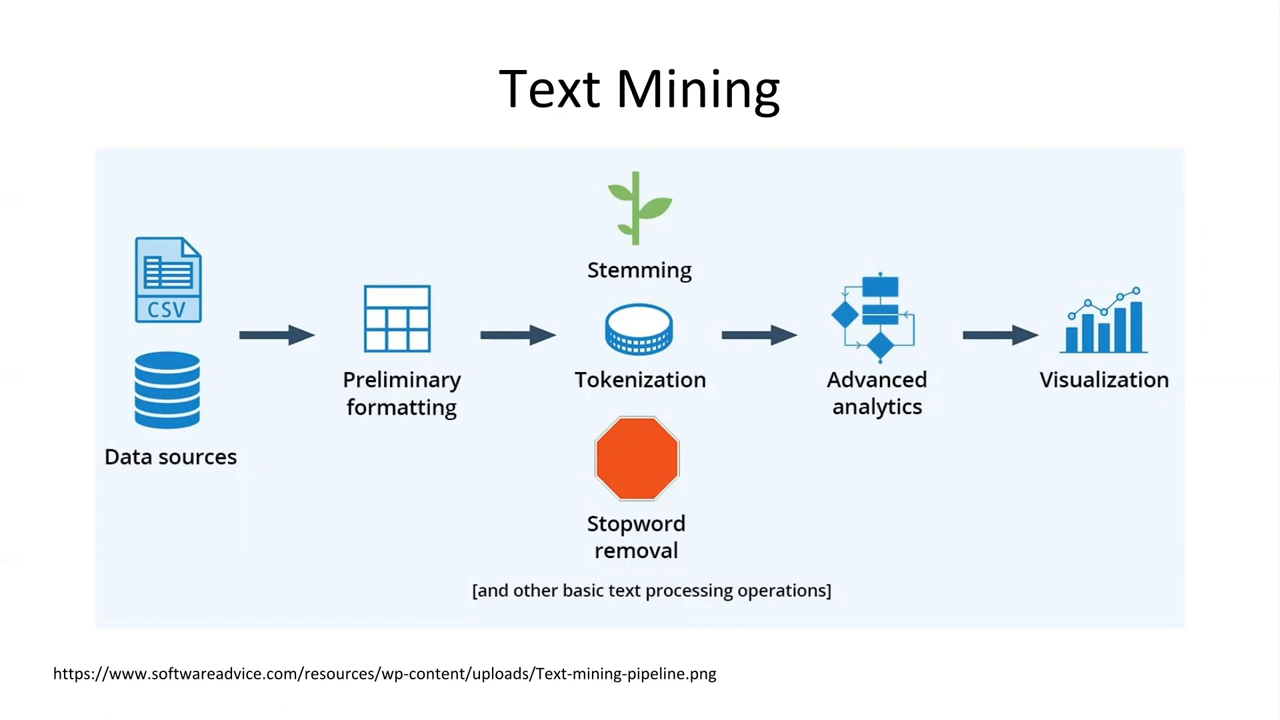 Text Mining
CSV
Data sources
Preliminary
formatting
Stemming
Tokenization
Stopword
removal
[and other basic text processing operations]
Advanced
analytics
Visualization
https://www.softwareadvice.com/resources/wp-content/uploads/Text-mining-pipeline.png